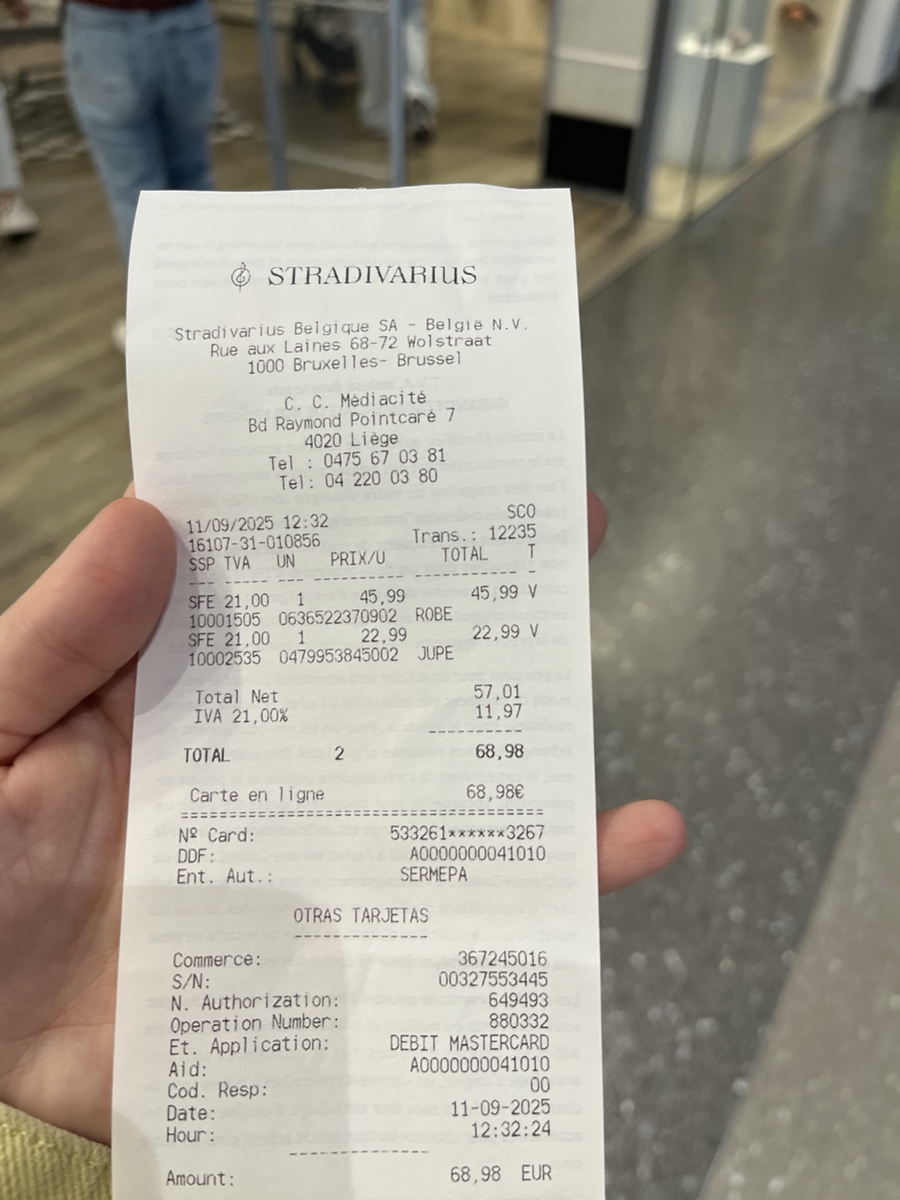 STRADIVARIUS
Stradivarius Belgique SA - België N.V.
Rue aux Laines 68-72 Wolstraat
1000 Bruxelles- Brussel
C. C. Médiacité
Bd Raymond Pointcaré 7
4020 Liège
Tel : 0475 67 03 81
Tel: 04 220 03 80
11/09/2025 12:32 SCO
16107-31-010856 Trans.: 12235
SSP TVA UN PRIX/U TOTAL T
--- ----- --- ---------- ----------- -
SFE 21,00 1 45,99 45,99 V
10001505 0636522370902 ROBE
SFE 21,00 1 22,99 22,99 V
10002535 0479953845002 JUPE
Total Net 57,01
IVA 21,00% 11,97
----------
TOTAL 2 68,98
Carte en ligne 68,98€
========================================
Nº Card: 533261******3267
DDF: A0000000041010
Ent. Aut.: SERMEPA
OTRAS TARJETAS
--------------
Commerce: 367245016
S/N: 00327553445
N. Authorization: 649493
Operation Number: 880332
Et. Application: DEBIT MASTERCARD
Aid: A0000000041010
Cod. Resp: 00
Date: 11-09-2025
Hour: 12:32:24
--------------
Amount: 68,98 EUR